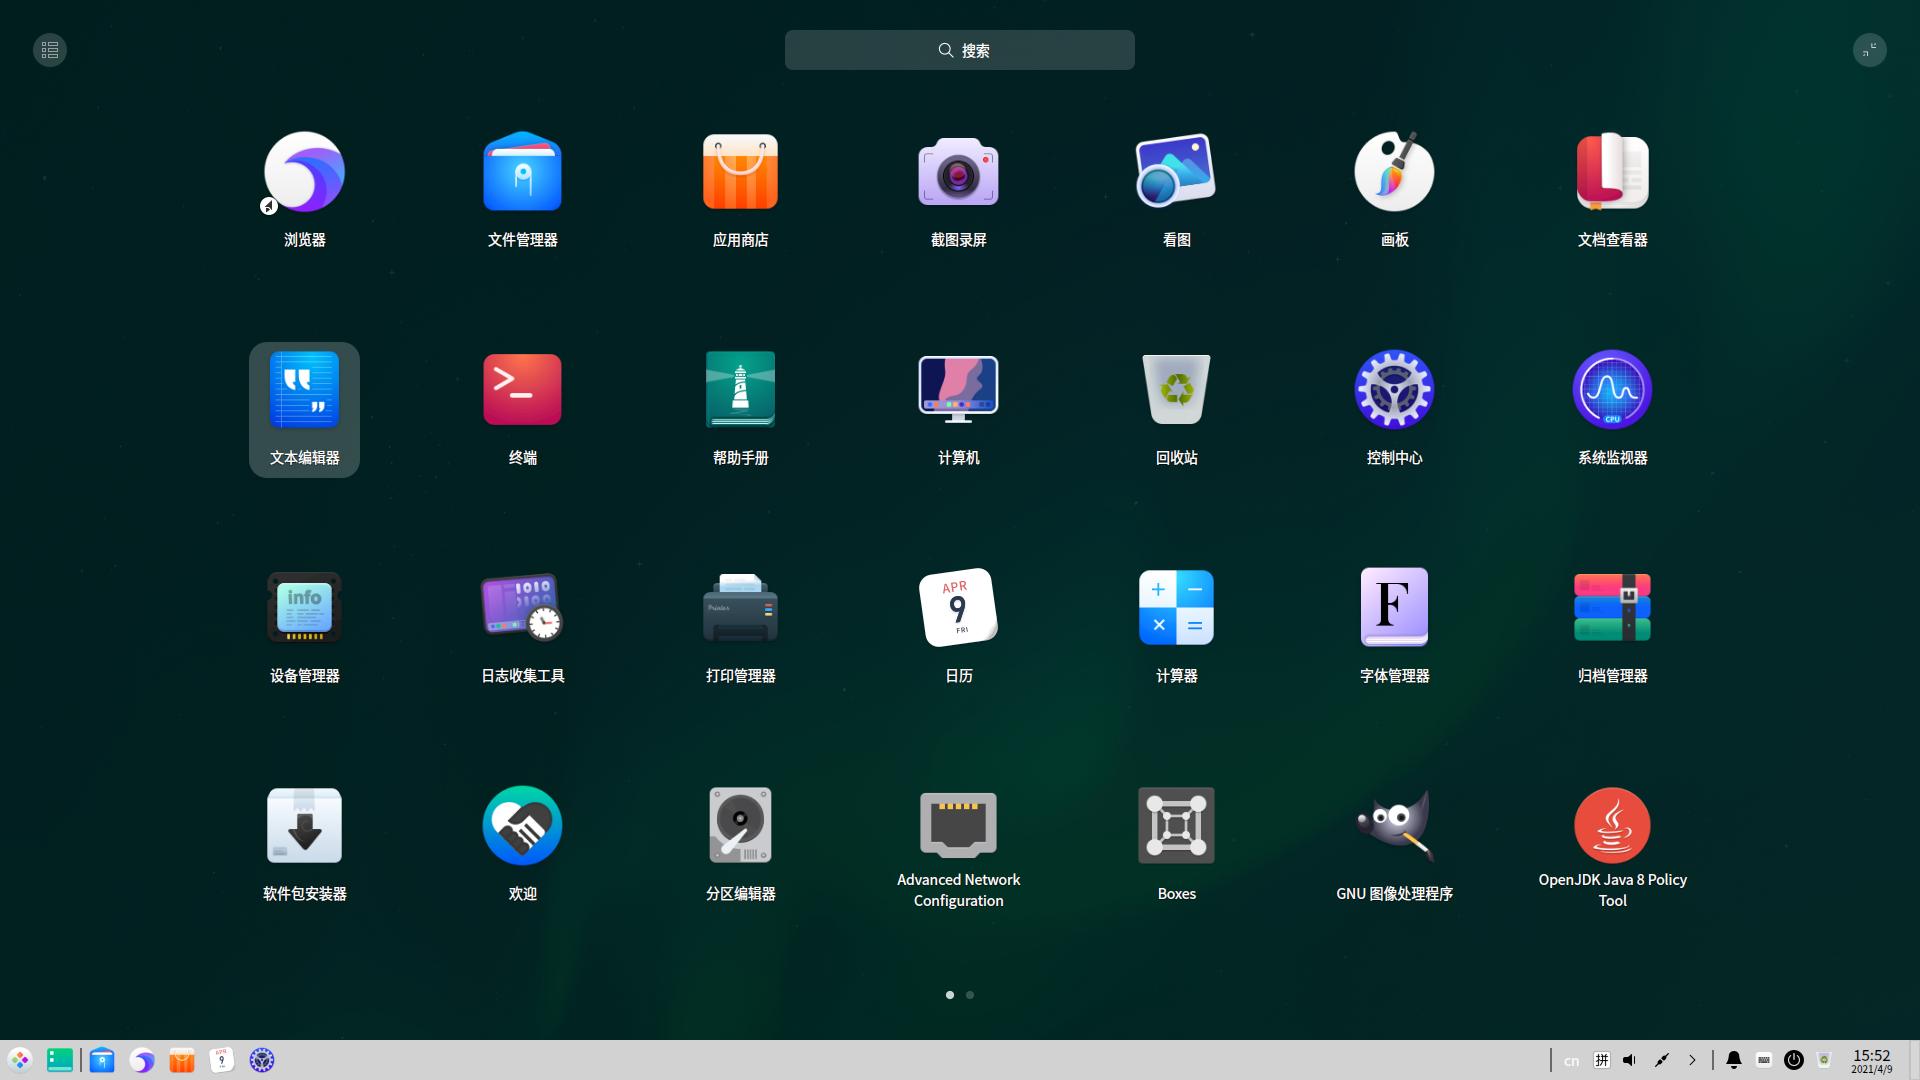 搜索
浏览器
文件管理器
应用商店
截图录屏
看图
画板
文档查看器
文本编辑器
终端
帮助手册
计算机
回收站
CPU
控制中心
系统监视器
info
Printer
APR
9
FRI
设备管理器
日志收集工具
打印管理器
日历
计算器
F
字体管理器
归档管理器
软件包安装器
欢迎
分区编辑器
Advanced Network
Configuration
Boxes
GNU 图像处理程序
OpenJDK Java 8 Policy
Tool
9
cn
拼
15:52
2021/4/9